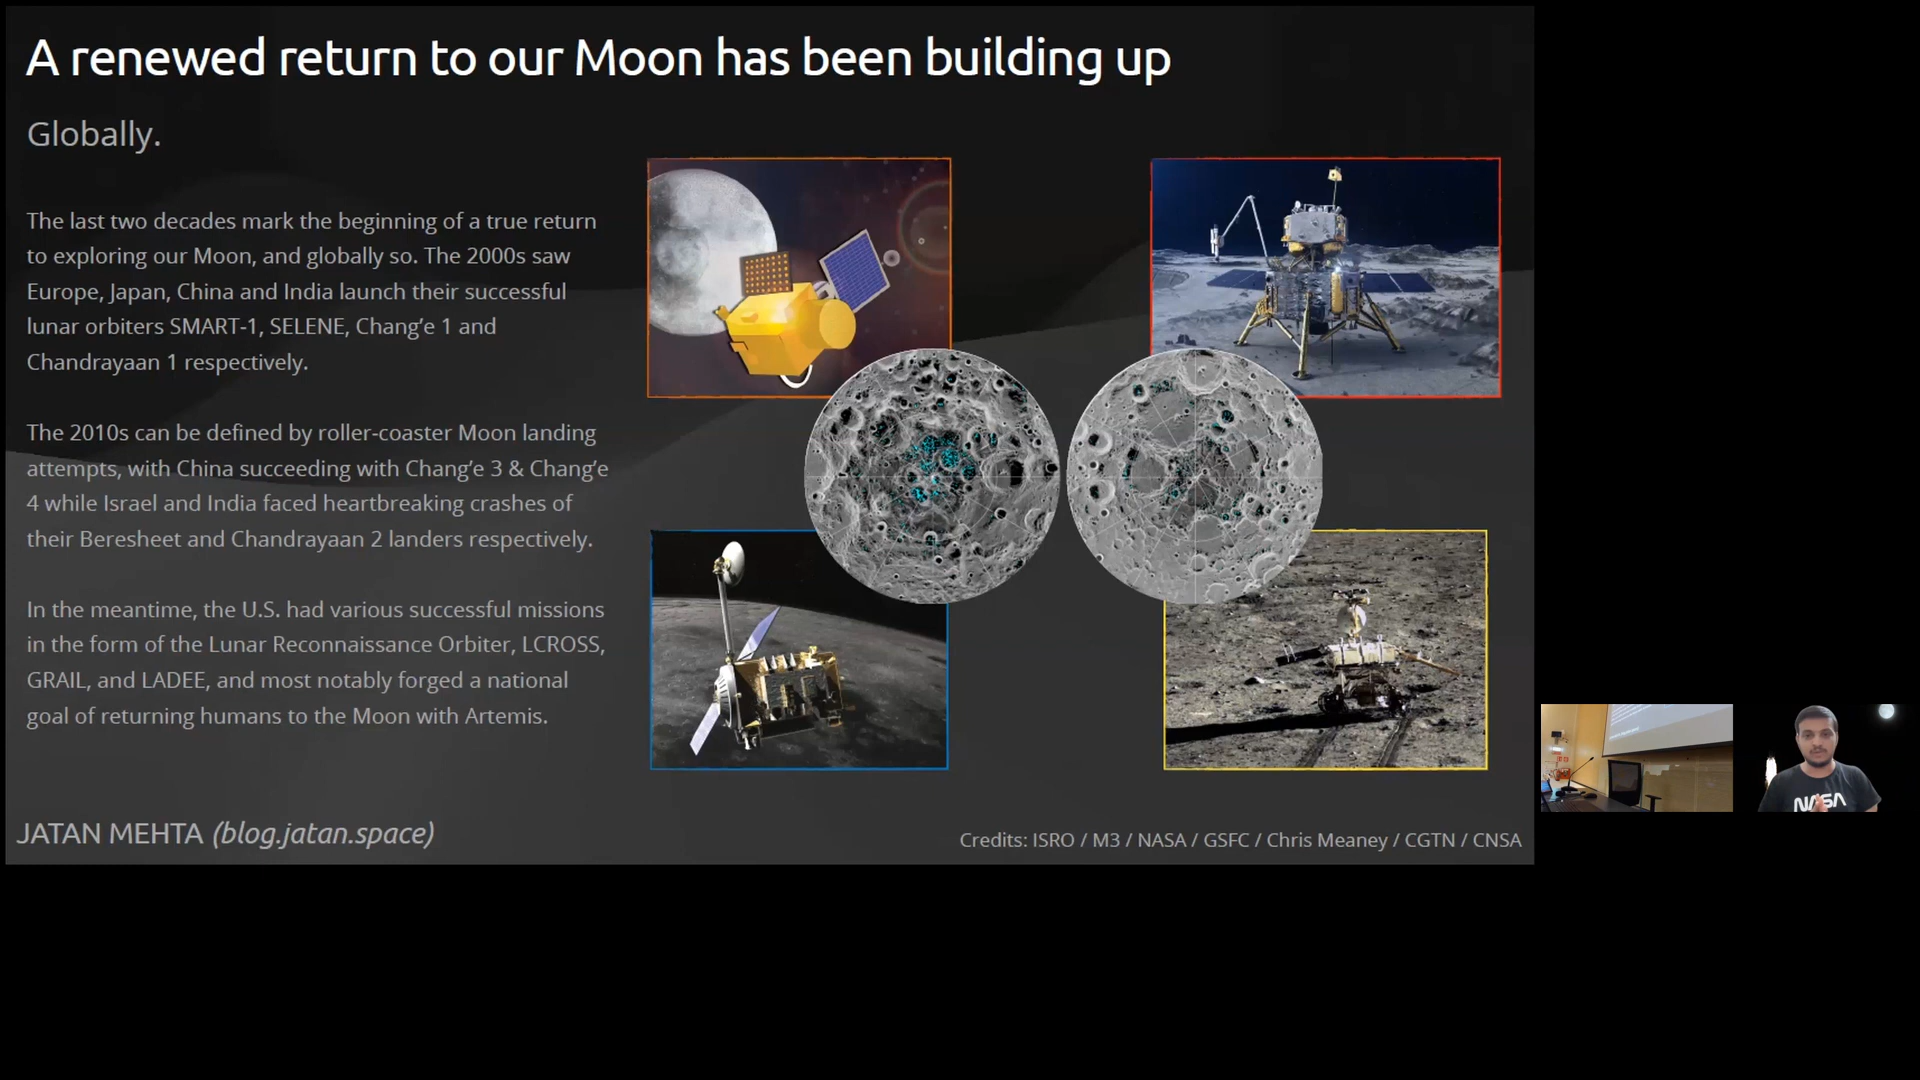 A renewed return to our Moon has been building up
Globally.
The last two decades mark the beginning of a true return
to exploring our Moon, and globally so. The 2000s saw
Europe, Japan, China and India launch their successful
lunar orbiters SMART-1, SELENE, Chang’e 1 and
Chandrayaan 1 respectively.
The 2010s can be defined by roller-coaster Moon landing
attempts, with China succeeding with Chang’e 3 & Chang’e
4 while Israel and India faced heartbreaking crashes of
their Beresheet and Chandrayaan 2 landers respectively.
In the meantime, the U.S. had various successful missions
in the form of the Lunar Reconnaissance Orbiter, LCROSS,
GRAIL, and LADEE, and most notably forged a national
goal of returning humans to the Moon with Artemis.
JATAN MEHTA (blog.jatan.space)
Credits: ISRO / M3 / NASA / GSFC / Chris Meaney / CGTN / CNSA
NASA